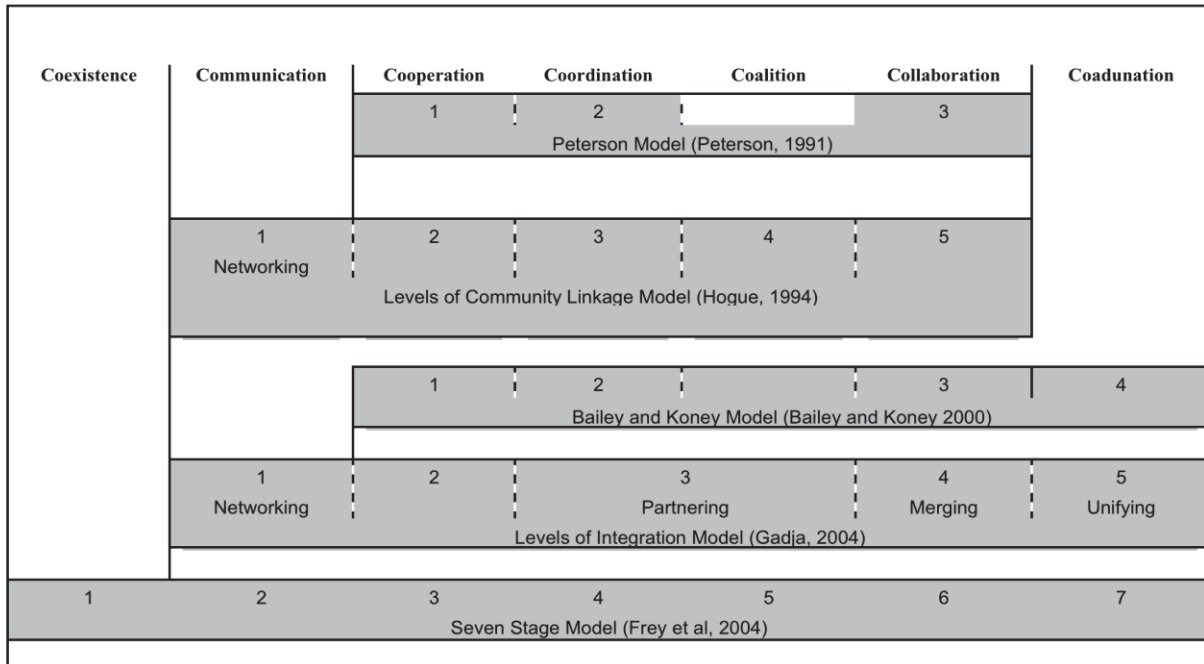 Coexistence Communication Cooperation Coordination Coalition Collaboration Coadunation
1 2 3
Peterson Model (Peterson, 1991)
1 2 3 4 5
Networking
Levels of Community Linkage Model (Hogue, 1994)
1 2 3 4
Bailey and Koney Model (Bailey and Koney 2000)
1 2 3 4 5
Networking Partnering Merging Unifying
Levels of Integration Model (Gadja, 2004)
1 2 3 4 5 6 7
Seven Stage Model (Frey et al, 2004)